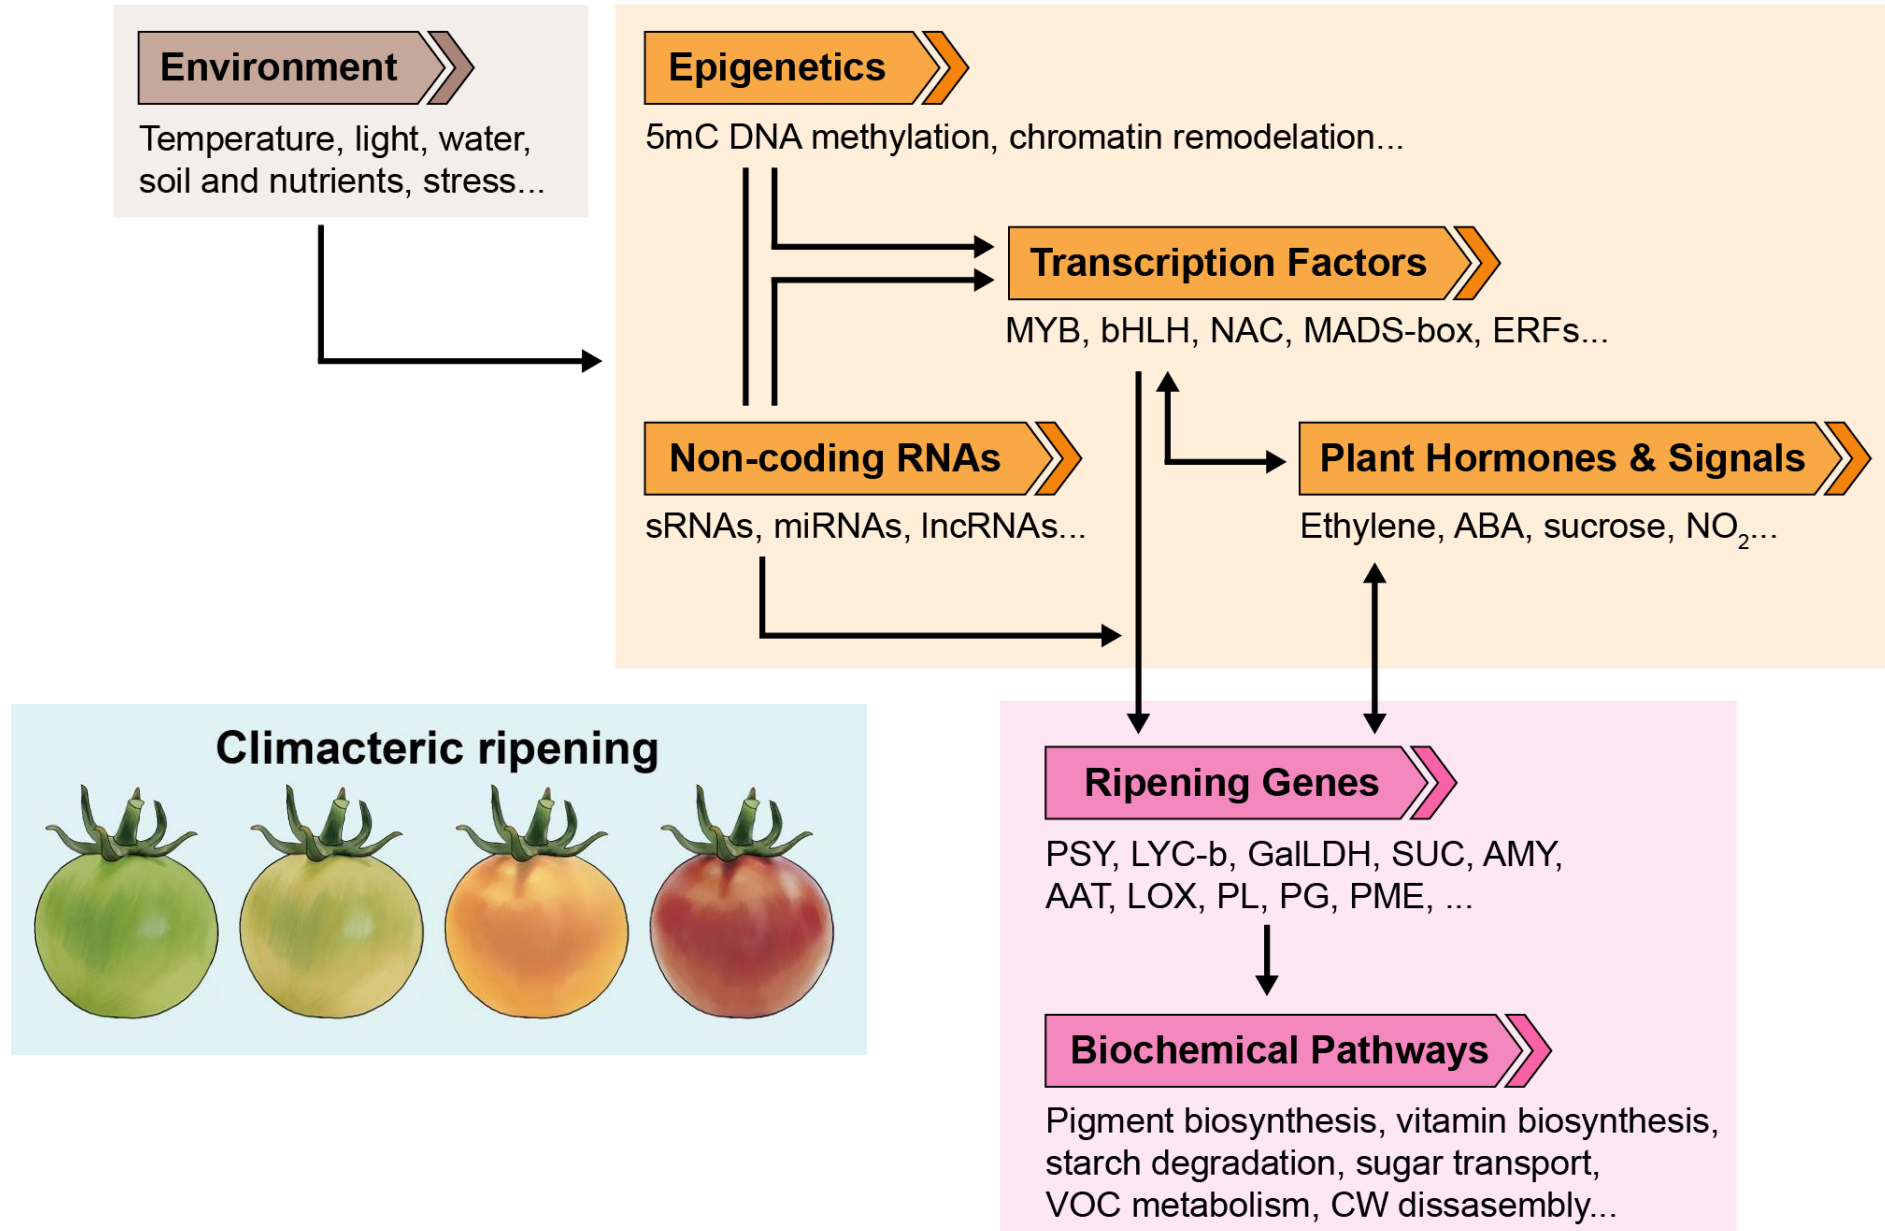 Environment
Temperature, light, water,
soil and nutrients, stress...
Epigenetics
5mC DNA methylation, chromatin remodelation...
Transcription Factors
MYB, bHLH, NAC, MADS-box, ERFs...
Non-coding RNAs
sRNAs, miRNAs, lncRNAs...
Plant Hormones & Signals
Ethylene, ABA, sucrose, NO₂...
Climacteric ripening
Ripening Genes
PSY, LYC-b, GalLDH, SUC, AMY,
AAT, LOX, PL, PG, PME, ...
Biochemical Pathways
Pigment biosynthesis, vitamin biosynthesis,
starch degradation, sugar transport,
VOC metabolism, CW dissasembly...